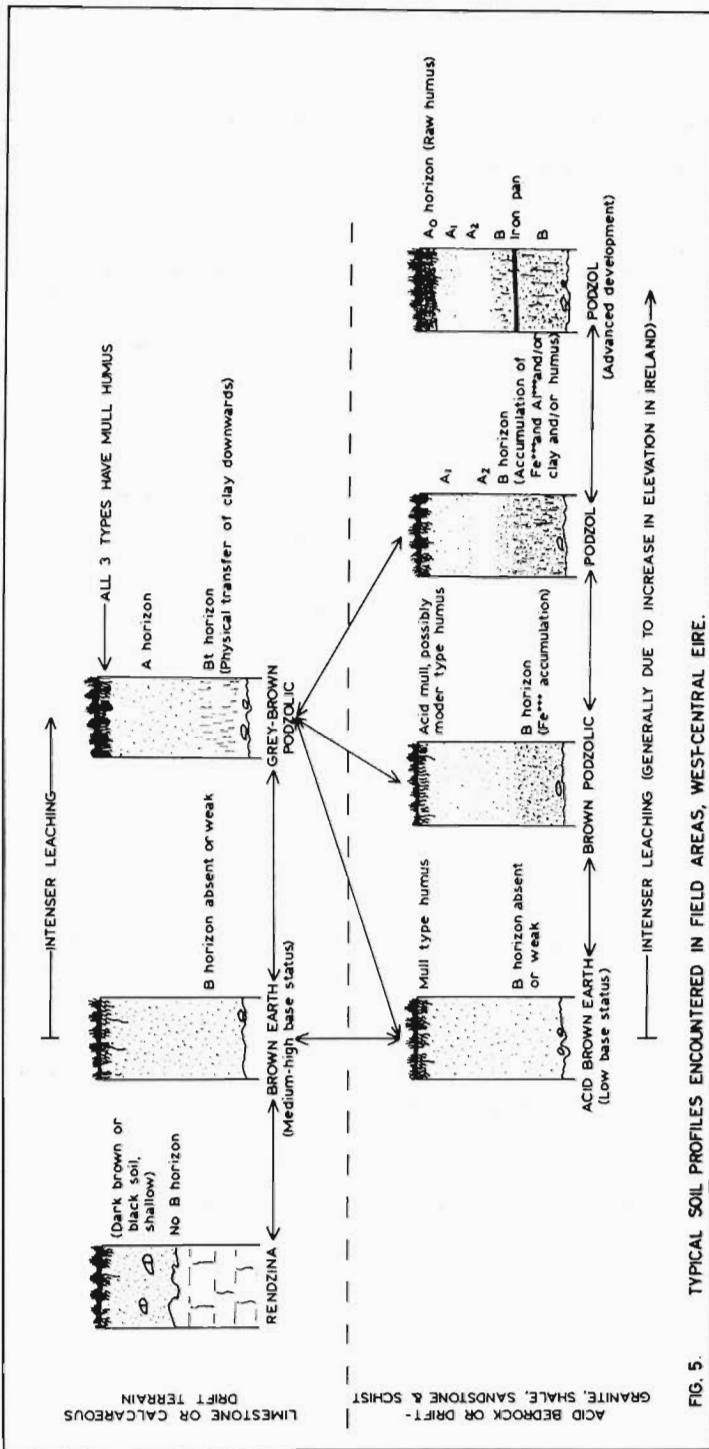 LIMESTONE OR CALCAREOUS
DRIFT TERRAIN
INTENSER LEACHING
ALL 3 TYPES HAVE MULL HUMUS
(Dark brown or
black soil,
shallow)
No B horizon
RENDZINA
B horizon absent or weak
BROWN EARTH
(Medium-high base status)
A horizon
Bt horizon
(Physical transfer of clay downwards)
GREY-BROWN
PODZOLIC
ACID BEDROCK OR DRIFT-
GRANITE, SHALE, SANDSTONE & SCHIST
Mull type humus
B horizon absent
or weak
ACID BROWN EARTH
(Low base status)
Acid mull, possibly
moder type humus
B horizon
(Fe+++ accumulation)
BROWN PODZOLIC
A1
A2
B horizon
(Accumulation of
Fe+++ and Al+++ and/or
clay and/or humus)
PODZOL
A0 horizon (Raw humus)
A1
A2
B
Iron pan
B
PODZOL
(Advanced development)
INTENSER LEACHING (GENERALLY DUE TO INCREASE IN ELEVATION IN IRELAND)
FIG. 5. TYPICAL SOIL PROFILES ENCOUNTERED IN FIELD AREAS, WEST-CENTRAL EIRE.